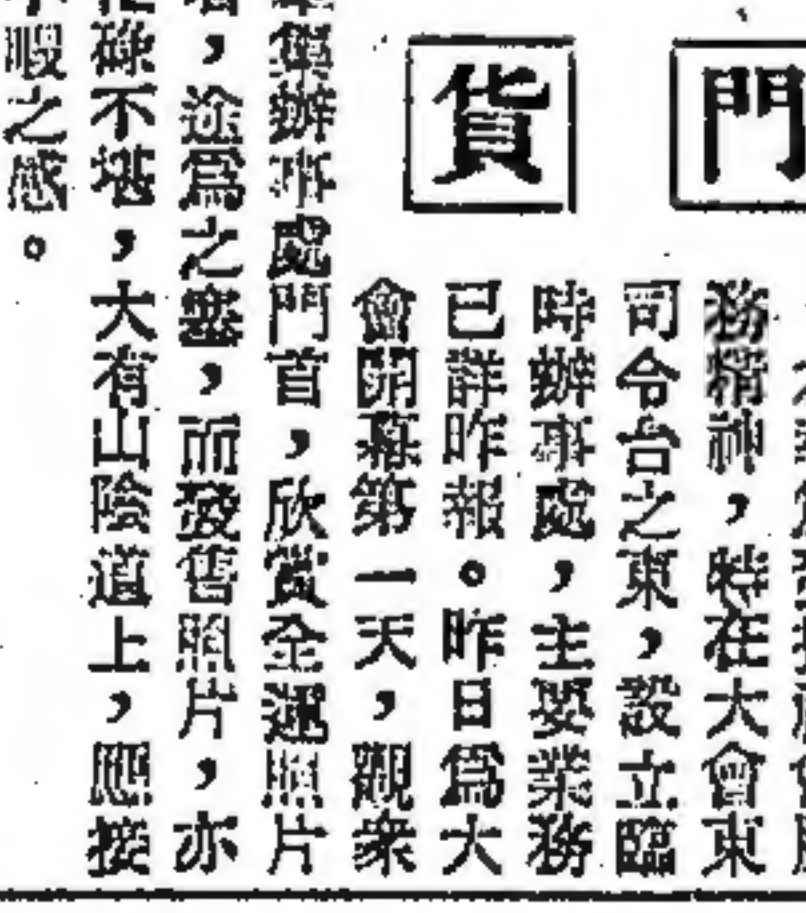 門
貨
務精神，特在大會東
司令台之東，設立臨
時辦事處，主要業務
已詳昨報。昨日爲大
會開幕第一天，觀衆
集辦事處門首，欣賞全運照片
，途爲之塞，而發售照片，亦
碌不堪，大有山陰道上，應接
暇之感。